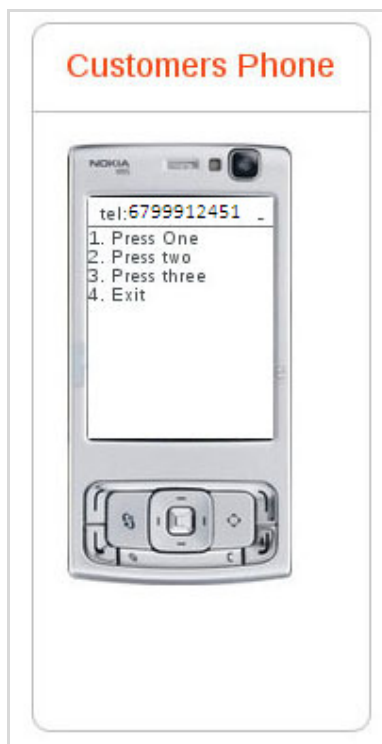 Customers Phone
NOKIA
tel:6799912451 _
1. Press One
2. Press two
3. Press three
4. Exit
c